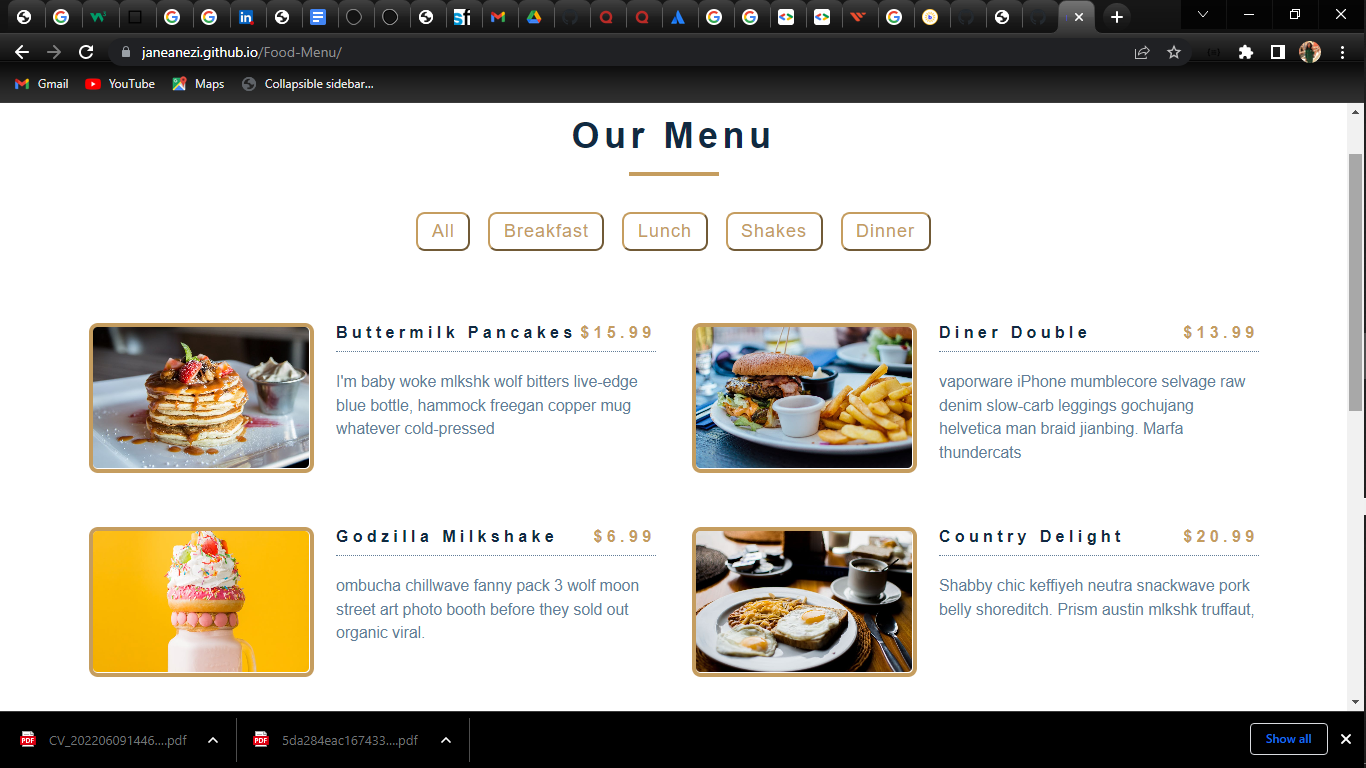 janeanezi.github.io/Food-Menu/
Gmail
YouTube
Maps
Collapsible sidebar...
Our Menu
All
Breakfast
Lunch
Shakes
Dinner
Buttermilk Pancakes $15.99
I'm baby woke mlkshk wolf bitters live-edge
blue bottle, hammock freegan copper mug
whatever cold-pressed
Diner Double $13.99
vaporware iPhone mumblecore selvage raw
denim slow-carb leggings gochujang
helvetica man braid jianbing. Marfa
thundercats
Godzilla Milkshake $6.99
ombucha chillwave fanny pack 3 wolf moon
street art photo booth before they sold out
organic viral.
Country Delight $20.99
Shabby chic keffiyeh neutra snackwave pork
belly shoreditch. Prism austin mlkshk truffaut,
CV_202206091446....pdf
5da284eac167433....pdf
Show all